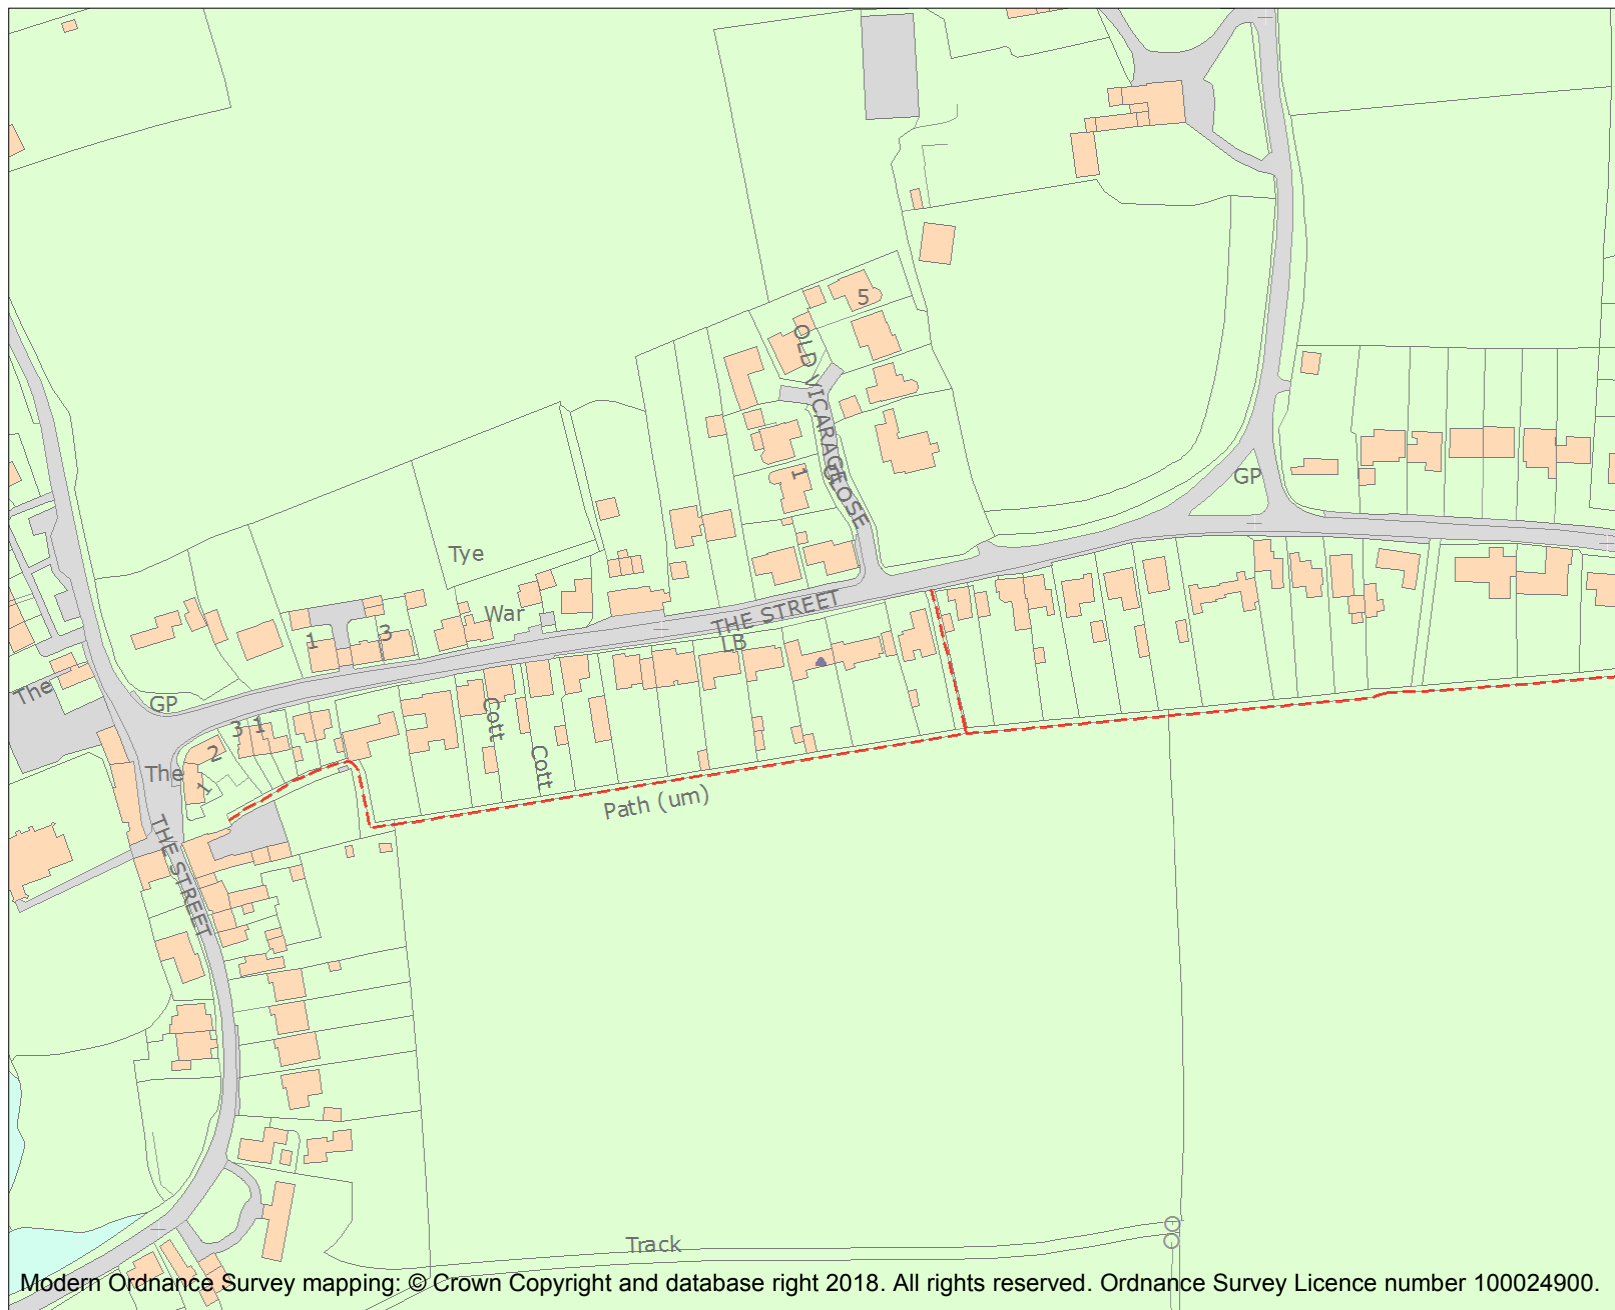 5
OLD VICARAGE
CLOSE
1
GP
Tye
War
1
3
THE STREET
LB
The
GP
3
1
2
The
1
Cott
Cott
Path (um)
THE STREET
Track
Modern Ordnance Survey mapping: © Crown Copyright and database right 2018. All rights reserved. Ordnance Survey Licence number 100024900.